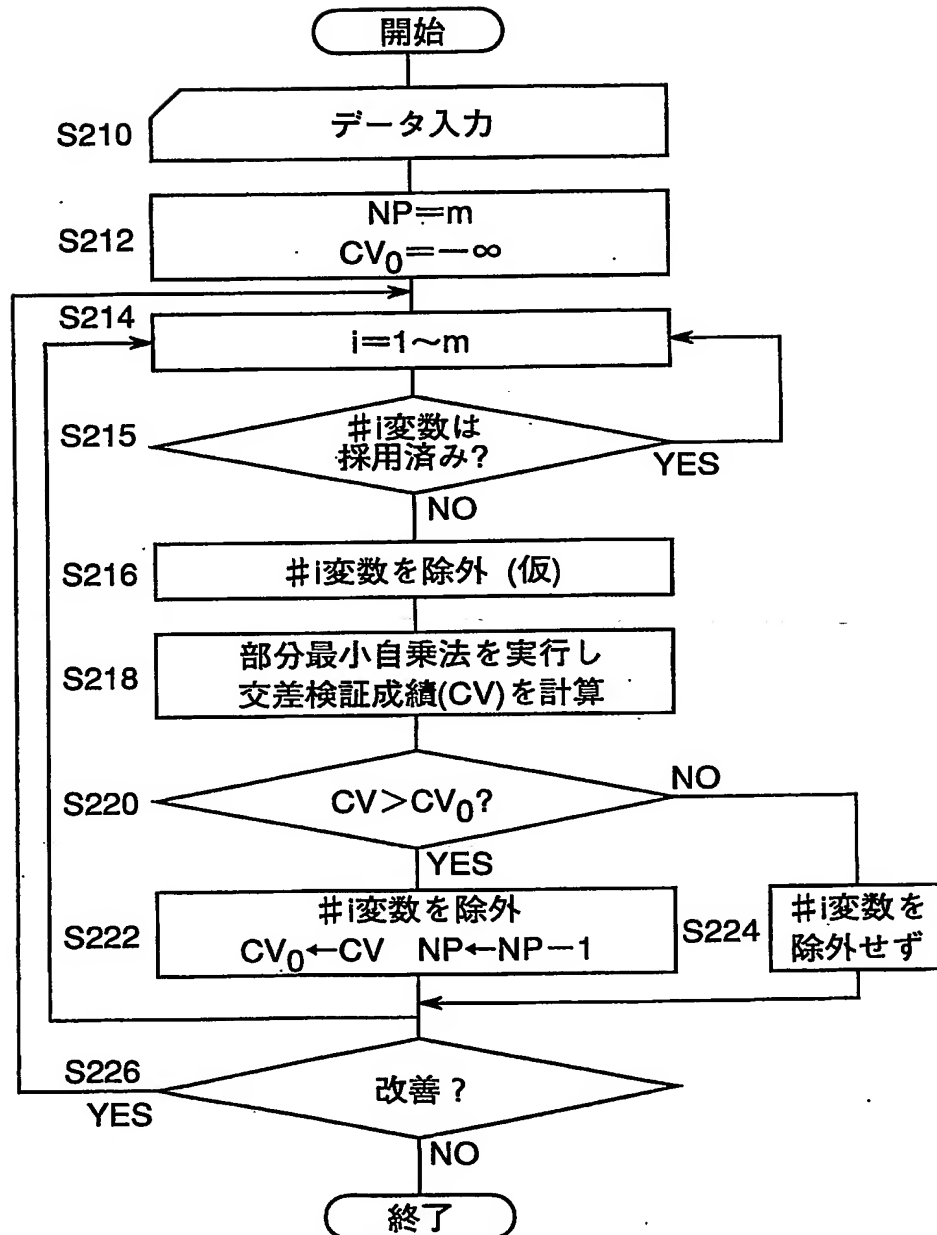 開始
S210
データ入力
S212
NP=m
CV₀=−∞
S214
i=1~m
S215
#i変数は
採用済み?
YES
NO
S216
#i変数を除外 (仮)
S218
部分最小自乗法を実行し
交差検証成績(CV)を計算
S220
CV>CV₀?
NO
YES
S222
#i変数を除外
CV₀←CV NP←NP−1
S224
#i変数を
除外せず
S226
改善?
YES
NO
終了